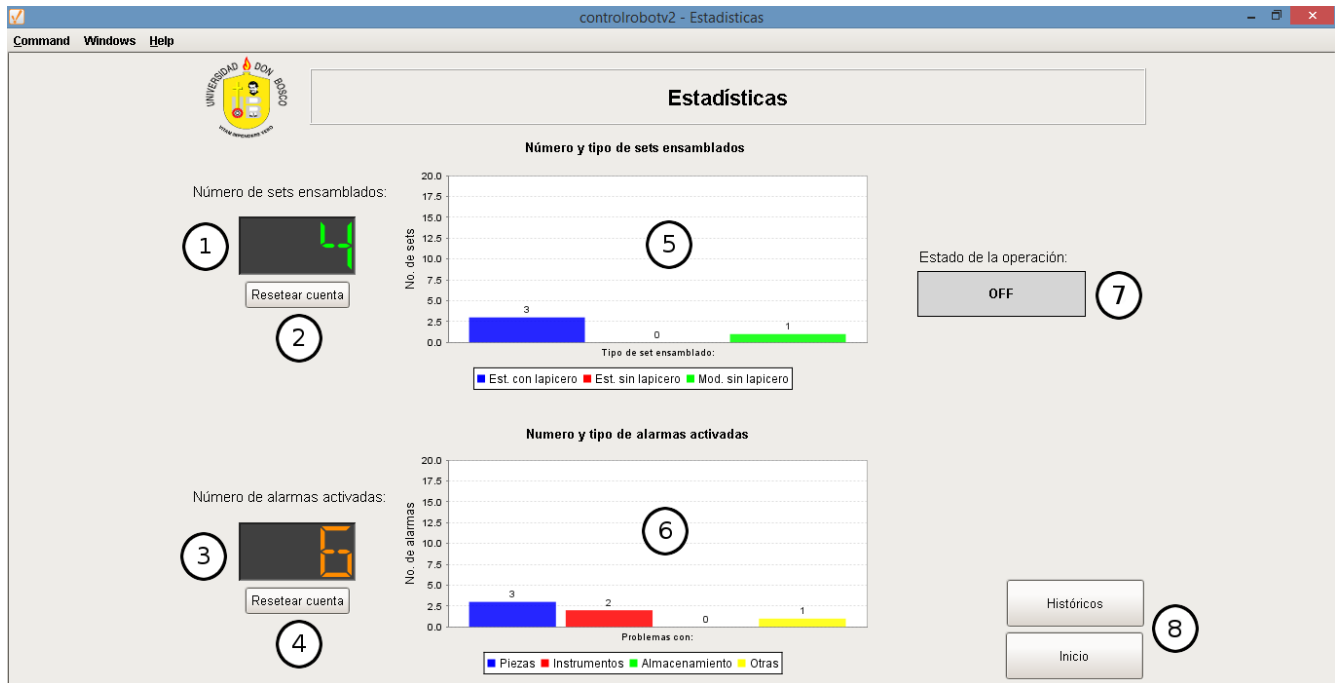 controlrobotv2 - Estadisticas
Command Windows Help
UNIVERSIDAD DON BOSCO
Estadísticas
Número y tipo de sets ensamblados
Número de sets ensamblados:
1
4
Resetear cuenta
2
No. de sets
20.0
17.5
15.0
12.5
10.0
7.5
5.0
2.5
0.0
5
3
0
1
Tipo de set ensamblado:
Est. con lapicero Est. sin lapicero Mod. sin lapicero
Estado de la operación:
OFF
7
Numero y tipo de alarmas activadas
Número de alarmas activadas:
3
6
Resetear cuenta
4
No. de alarmas
20.0
17.5
15.0
12.5
10.0
7.5
5.0
2.5
0.0
6
3
2
0
1
Problemas con:
Piezas Instrumentos Almacenamiento Otras
Históricos
Inicio
8